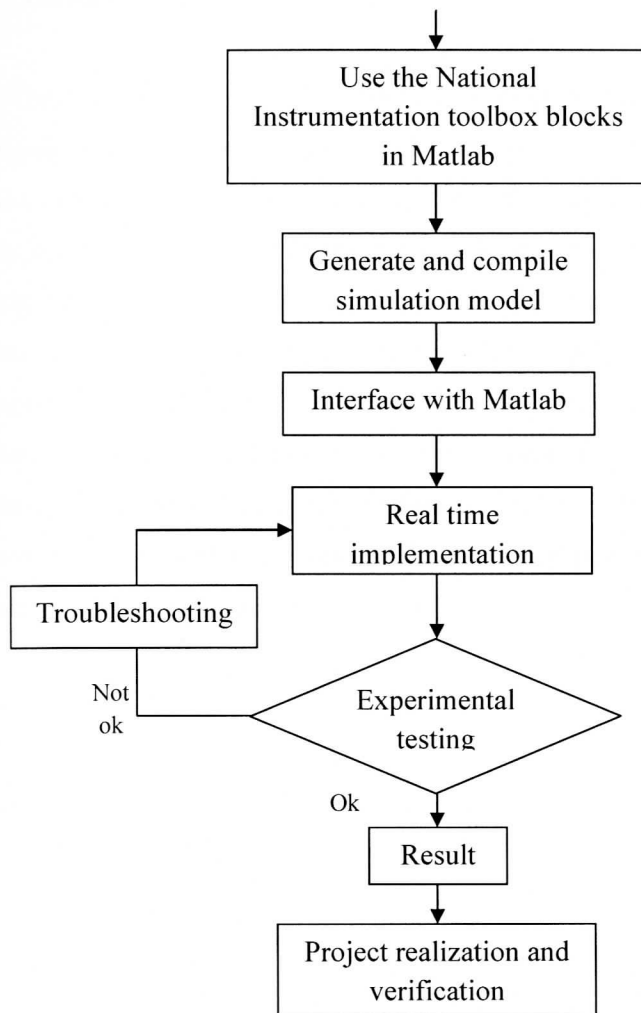 Use the National
Instrumentation toolbox blocks
in Matlab
Generate and compile
simulation model
Interface with Matlab
Real time
implementation
Troubleshooting
Not
ok
Experimental
testing
Ok
Result
Project realization and
verification